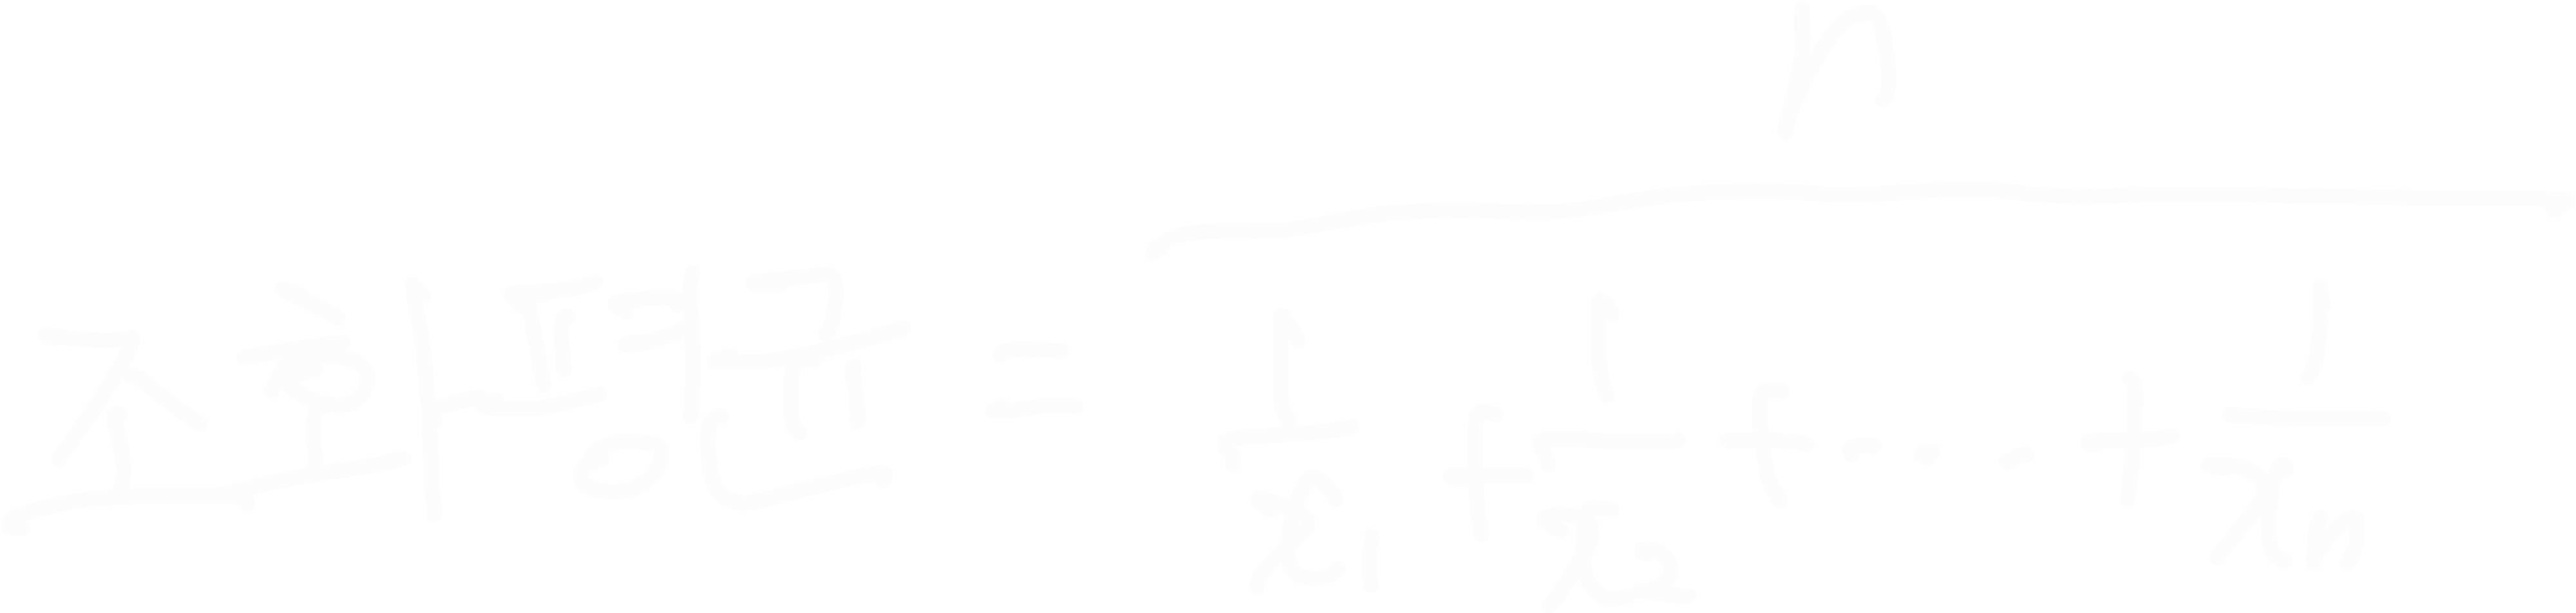 조화평균 = n / (1/x₁ + 1/x₂ + ... + 1/xₙ)